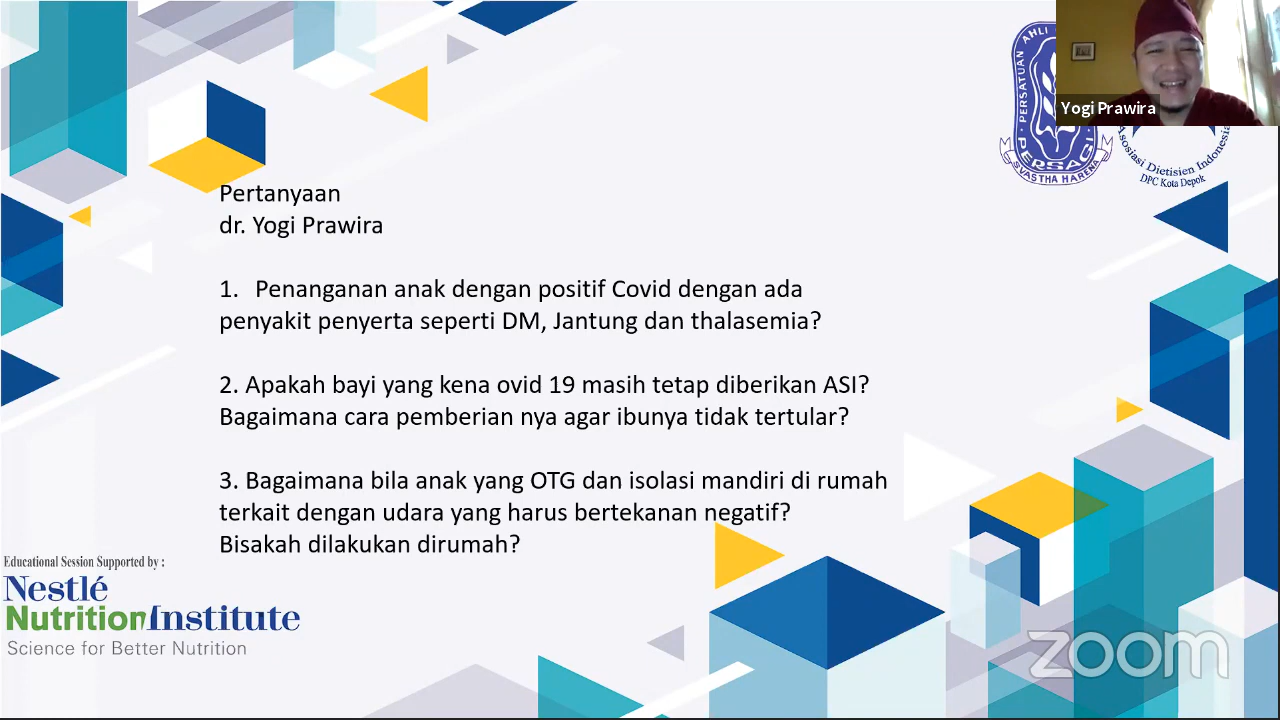 Pertanyaan
dr. Yogi Prawira
1. Penanganan anak dengan positif Covid dengan ada
penyakit penyerta seperti DM, Jantung dan thalasemia?
2. Apakah bayi yang kena ovid 19 masih tetap diberikan ASI?
Bagaimana cara pemberian nya agar ibunya tidak tertular?
3. Bagaimana bila anak yang OTG dan isolasi mandiri di rumah
terkait dengan udara yang harus bertekanan negatif?
Bisakah dilakukan dirumah?
Educational Session Supported by :
Nestlé
NutritionInstitute
Science for Better Nutrition
PERSATUAN AHLI
PERSAGI
SVASTHA HARENA
Asosiasi Dietisien Indonesia
DPC Kota Depok
Yogi Prawira
zoom